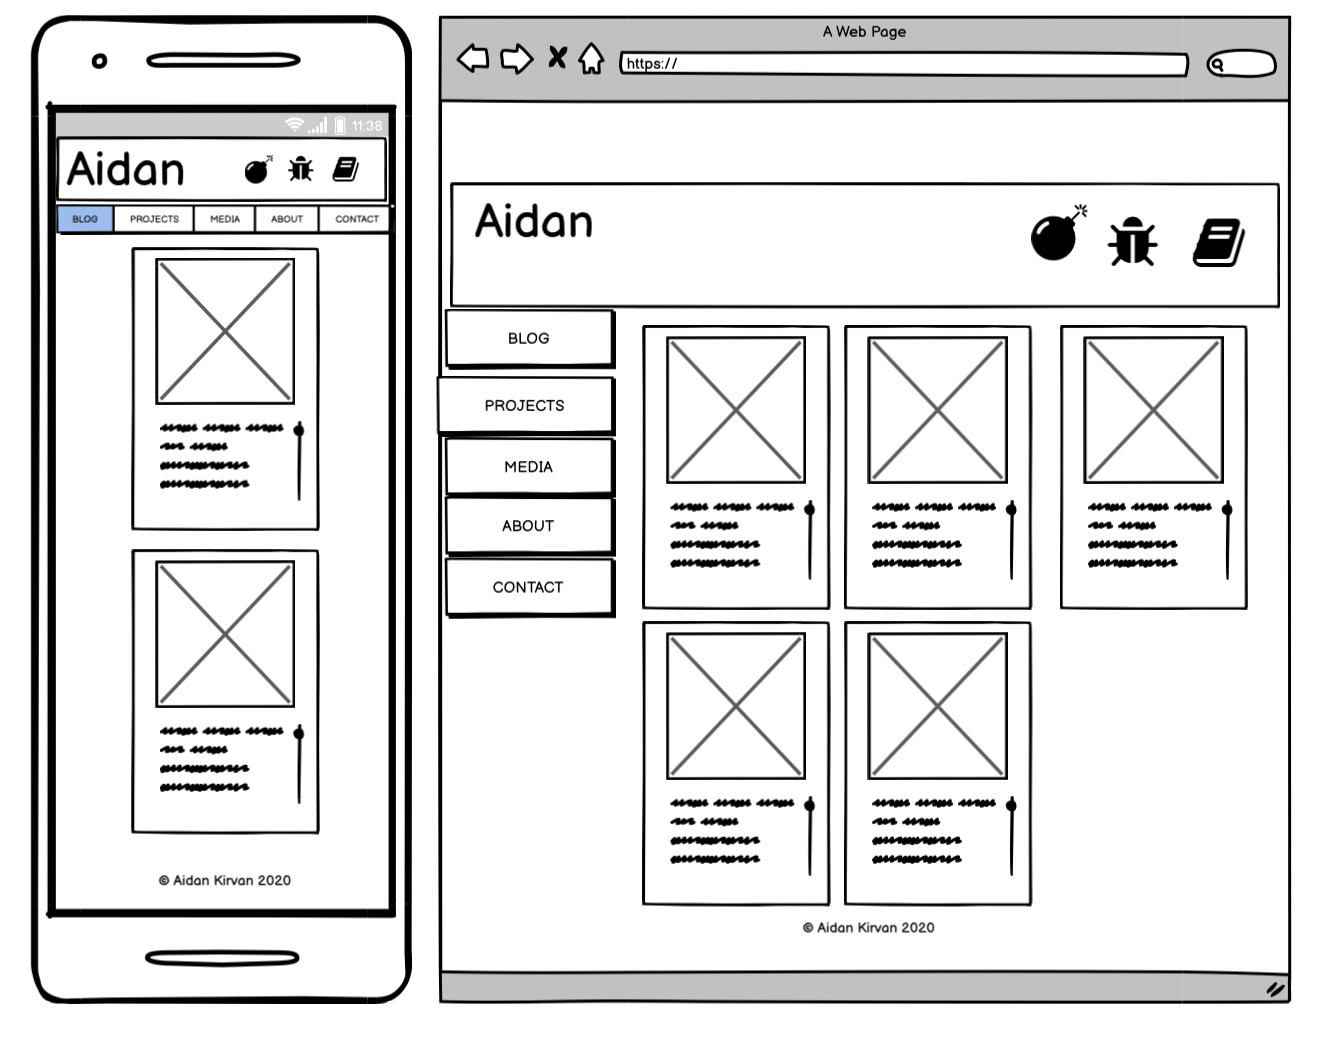 11:38
Aidan
BLOG PROJECTS MEDIA ABOUT CONTACT
© Aidan Kirvan 2020
A Web Page
https://
Aidan
BLOG
PROJECTS
MEDIA
ABOUT
CONTACT
© Aidan Kirvan 2020